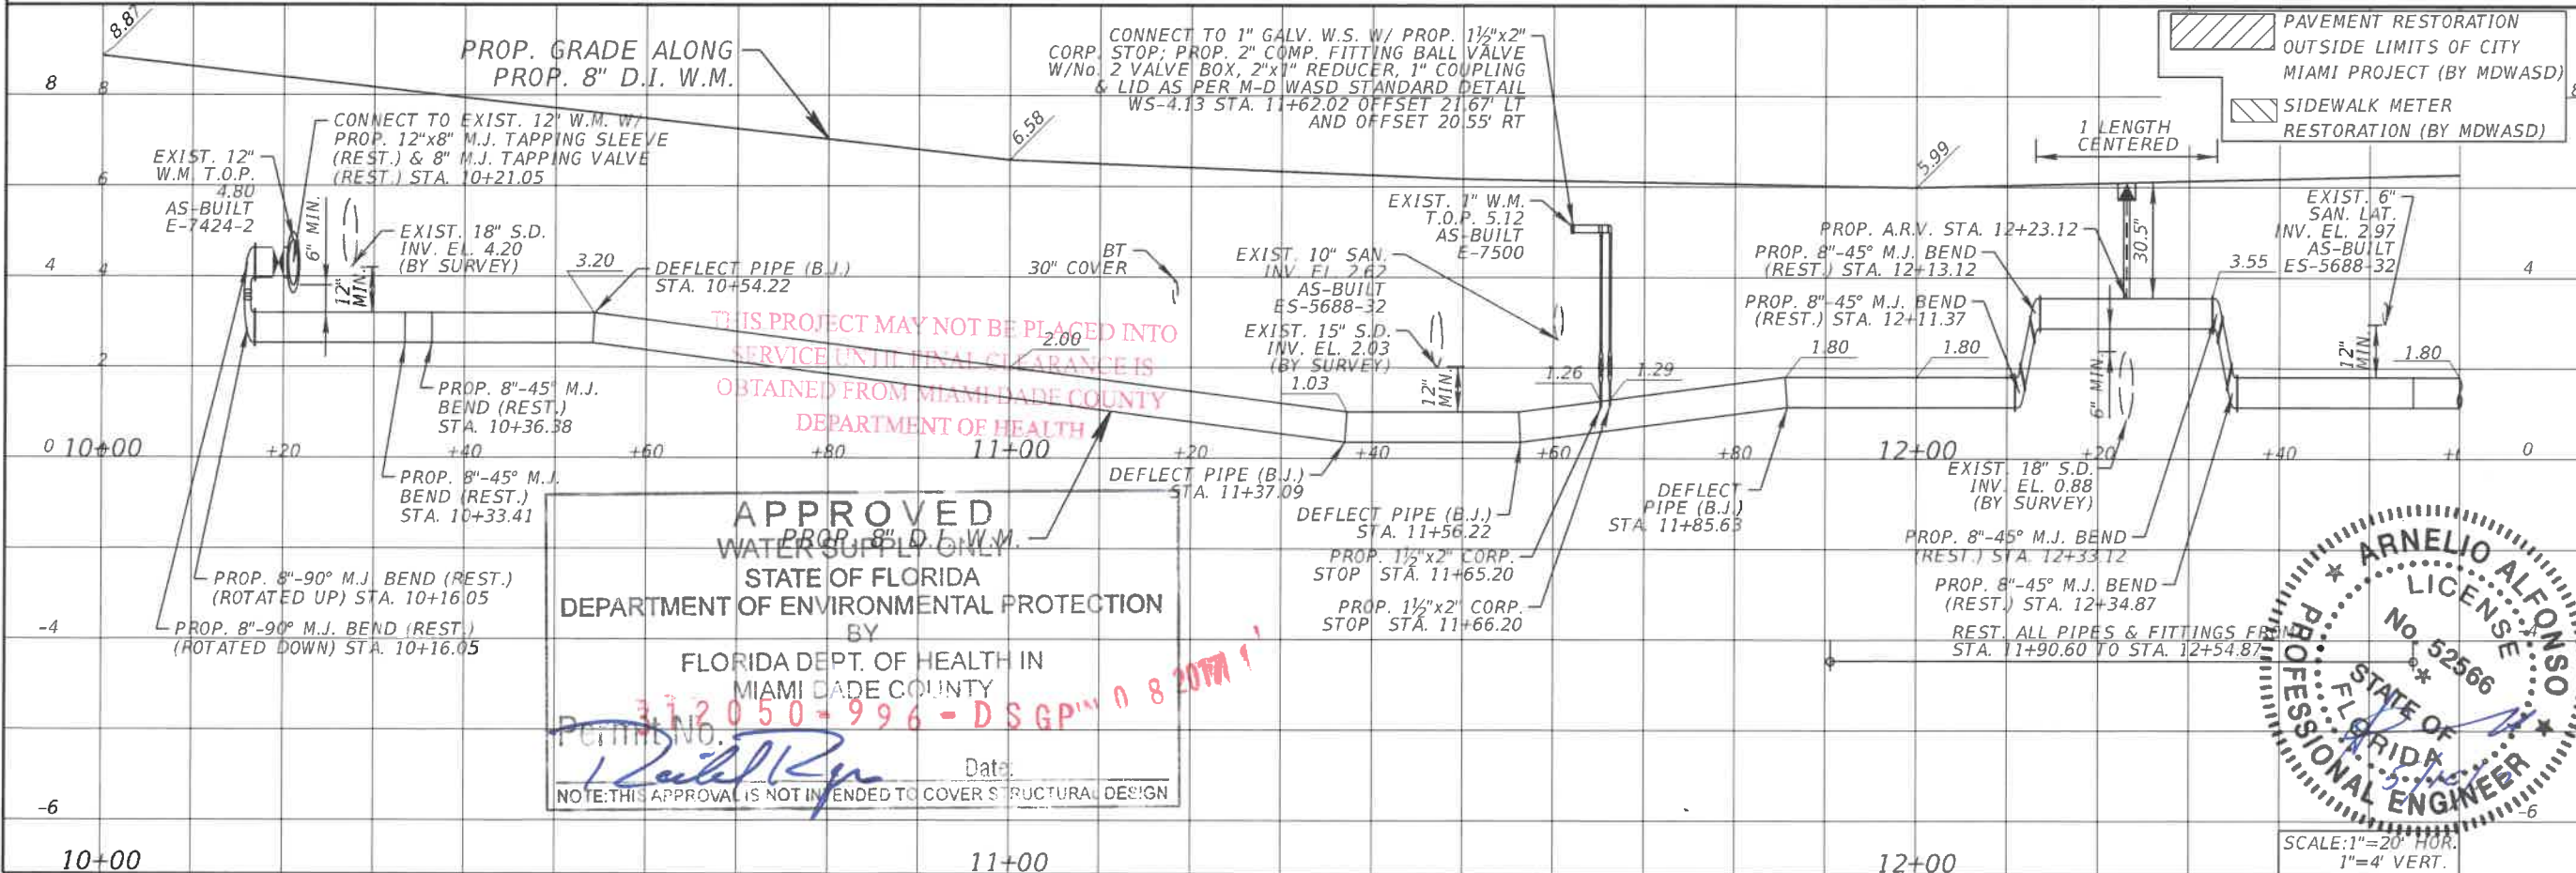 8.87
PROP. GRADE ALONG
PROP. 8" D.I. W.M.
CONNECT TO 1" GALV. W.S. W/ PROP. 1½"x2"
CORP. STOP; PROP. 2" COMP. FITTING BALL VALVE
W/No. 2 VALVE BOX, 2"x1" REDUCER, 1" COUPLING
& LID AS PER M-D WASD STANDARD DETAIL
WS-4.13 STA. 11+62.02 OFFSET 21.67' LT
AND OFFSET 20.55' RT
PAVEMENT RESTORATION
OUTSIDE LIMITS OF CITY
MIAMI PROJECT (BY MDWASD)
SIDEWALK METER
RESTORATION (BY MDWASD)
8
8
8
CONNECT TO EXIST. 12" W.M. W/
PROP. 12"x8" M.J. TAPPING SLEEVE
(REST.) & 8" M.J. TAPPING VALVE
(REST.) STA. 10+21.05
EXIST. 12"
W.M. T.O.P.
4.80
AS-BUILT
E-7424-2
6
6" MIN.
12"
MIN.
EXIST. 18" S.D.
INV. EL. 4.20
(BY SURVEY)
3.20
DEFLECT PIPE (B.J.)
STA. 10+54.22
6.58
BT
30" COVER
EXIST. 1" W.M.
T.O.P. 5.12
AS-BUILT
E-7500
EXIST. 10" SAN.
INV. EL. 2.62
AS-BUILT
ES-5688-32
EXIST. 15" S.D.
INV. EL. 2.03
(BY SURVEY)
1.03
12"
MIN.
1.26
1.29
5.99
1 LENGTH
CENTERED
PROP. A.R.V. STA. 12+23.12
PROP. 8"-45° M.J. BEND
(REST.) STA. 12+13.12
PROP. 8"-45° M.J. BEND
(REST.) STA. 12+11.37
1.80
1.80
30.5"
3.55
EXIST. 6"
SAN. LAT.
INV. EL. 2.97
AS-BUILT
ES-5688-32
12"
MIN.
1.80
6" MIN.
4
4
4
2
THIS PROJECT MAY NOT BE PLACED INTO
SERVICE UNTIL FINAL CLEARANCE IS
OBTAINED FROM MIAMI-DADE COUNTY
DEPARTMENT OF HEALTH
2.00
PROP. 8"-45° M.J.
BEND (REST.)
STA. 10+36.38
0 10+00
+20
+40
+60
+80
11+00
+20
+40
+60
+80
12+00
+20
+40
0
PROP. 8"-45° M.J.
BEND (REST.)
STA. 10+33.41
DEFLECT PIPE (B.J.)
STA. 11+37.09
DEFLECT PIPE (B.J.)
STA. 11+56.22
DEFLECT
PIPE (B.J.)
STA. 11+85.63
EXIST. 18" S.D.
INV. EL. 0.88
(BY SURVEY)
PROP. 8" D.I. W.M.
PROP. 1½"x2" CORP.
STOP STA. 11+65.20
PROP. 1½"x2" CORP.
STOP STA. 11+66.20
PROP. 8"-45° M.J. BEND
(REST.) STA. 12+33.12
PROP. 8"-45° M.J. BEND
(REST.) STA. 12+34.87
REST. ALL PIPES & FITTINGS FROM
STA. 11+90.60 TO STA. 12+54.87
PROP. 8"-90° M.J. BEND (REST.)
(ROTATED UP) STA. 10+16.05
PROP. 8"-90° M.J. BEND (REST.)
(ROTATED DOWN) STA. 10+16.05
APPROVED
WATER SUPPLY ONLY
STATE OF FLORIDA
DEPARTMENT OF ENVIRONMENTAL PROTECTION
BY
FLORIDA DEPT. OF HEALTH IN
MIAMI DADE COUNTY
Permit No.
312050-996-DSGP
08 2017
Date:
NOTE: THIS APPROVAL IS NOT INTENDED TO COVER STRUCTURAL DESIGN
ARNELIO ALFONSO
LICENSE
No. 52566
STATE OF
FLORIDA
PROFESSIONAL ENGINEER
-4
-4
-6
-6
10+00
11+00
12+00
SCALE:1"=20' HOR.
1"=4' VERT.